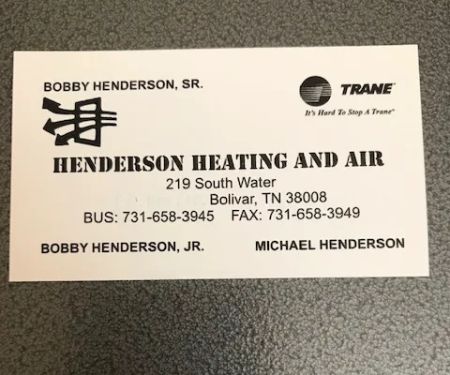 BOBBY HENDERSON, SR.
TRANE®
It's Hard To Stop A Trane®
HENDERSON HEATING AND AIR
219 South Water
Bolivar, TN 38008
BUS: 731-658-3945 FAX: 731-658-3949
BOBBY HENDERSON, JR. MICHAEL HENDERSON